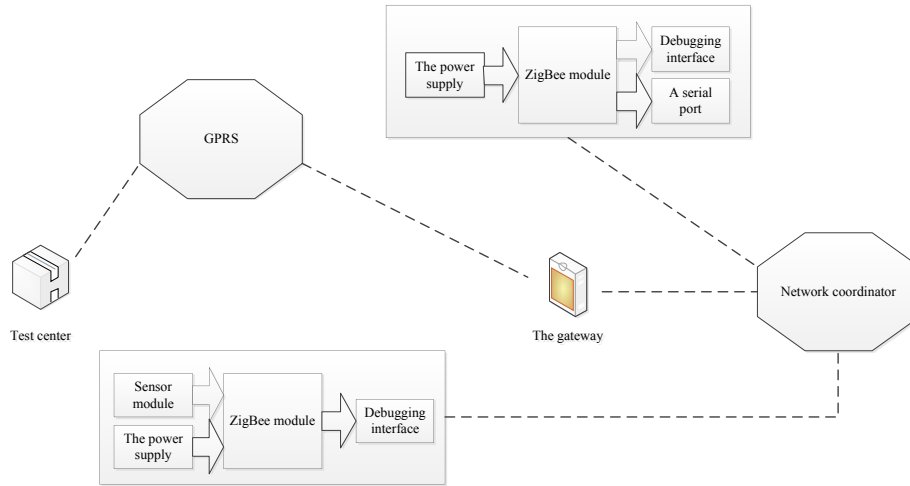 The power
supply
ZigBee module
Debugging
interface
A serial
port
GPRS
Test center
The gateway
Network coordinator
Sensor
module
The power
supply
ZigBee module
Debugging
interface